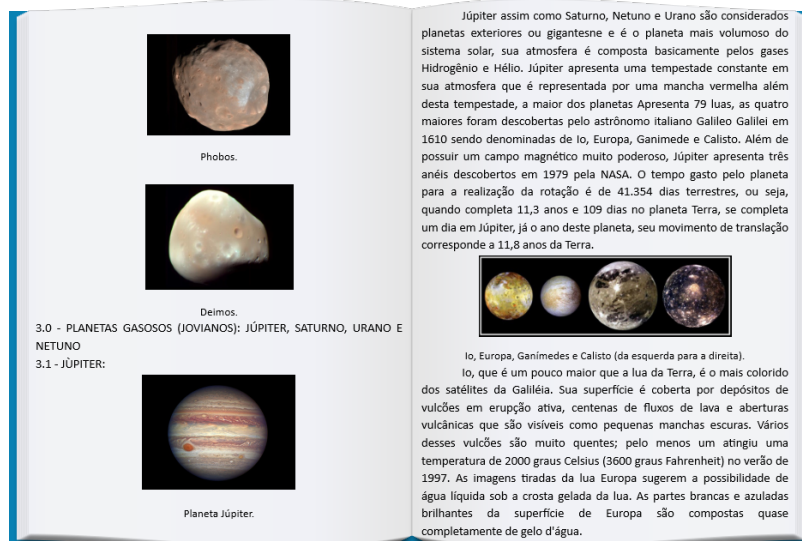 Phobos.
Deimos.
3.0 - PLANETAS GASOSOS (JOVIANOS): JÚPITER, SATURNO, URANO E
NETUNO
3.1 - JÙPITER:
Planeta Júpiter.
Júpiter assim como Saturno, Netuno e Urano são considerados
planetas exteriores ou gigantesne e é o planeta mais volumoso do
sistema solar, sua atmosfera é composta basicamente pelos gases
Hidrogênio e Hélio. Júpiter apresenta uma tempestade constante em
sua atmosfera que é representada por uma mancha vermelha além
desta tempestade, a maior dos planetas Apresenta 79 luas, as quatro
maiores foram descobertas pelo astrônomo italiano Galileo Galilei em
1610 sendo denominadas de Io, Europa, Ganimede e Calisto. Além de
possuir um campo magnético muito poderoso, Júpiter apresenta três
anéis descobertos em 1979 pela NASA. O tempo gasto pelo planeta
para a realização da rotação é de 41.354 dias terrestres, ou seja,
quando completa 11,3 anos e 109 dias no planeta Terra, se completa
um dia em Júpiter, já o ano deste planeta, seu movimento de translação
corresponde a 11,8 anos da Terra.
Io, Europa, Ganímedes e Calisto (da esquerda para a direita).
Io, que é um pouco maior que a lua da Terra, é o mais colorido
dos satélites da Galiléia. Sua superfície é coberta por depósitos de
vulcões em erupção ativa, centenas de fluxos de lava e aberturas
vulcânicas que são visíveis como pequenas manchas escuras. Vários
desses vulcões são muito quentes; pelo menos um atingiu uma
temperatura de 2000 graus Celsius (3600 graus Fahrenheit) no verão de
1997. As imagens tiradas da lua Europa sugerem a possibilidade de
água líquida sob a crosta gelada da lua. As partes brancas e azuladas
brilhantes da superfície de Europa são compostas quase
completamente de gelo d'água.